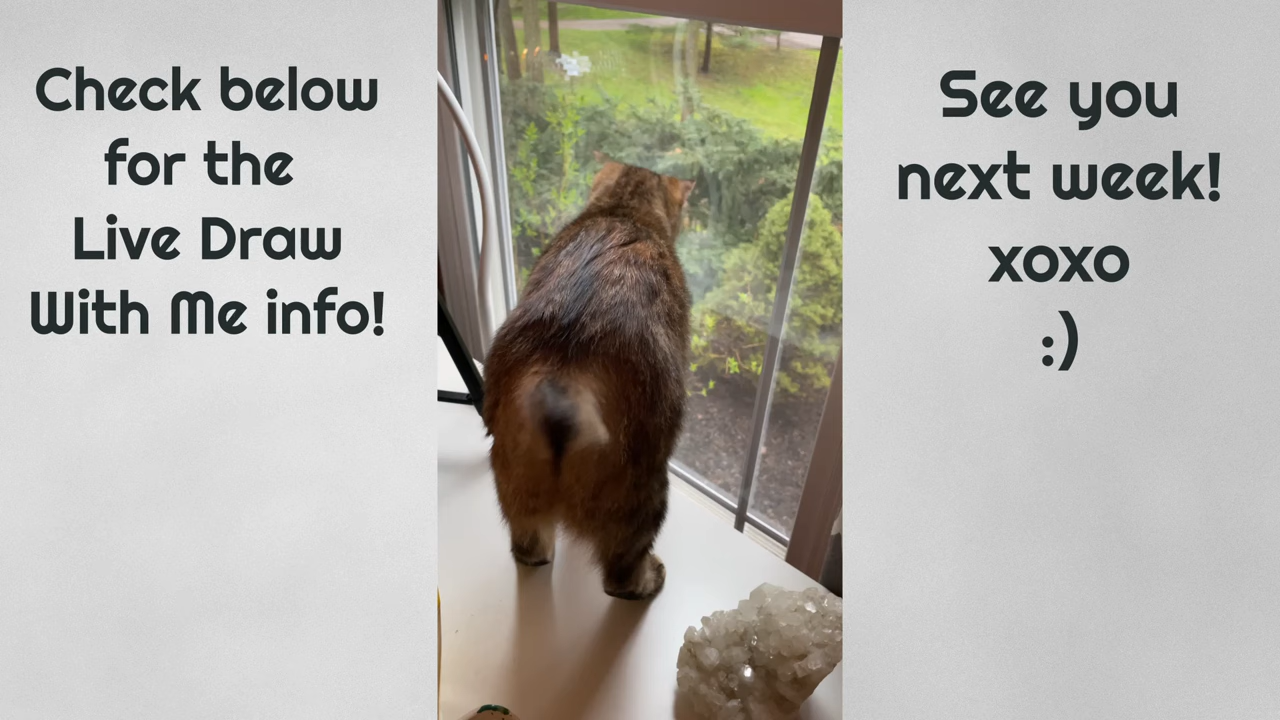 Check below
for the
Live Draw
With Me info!
See you
next week!
xoxo
:)